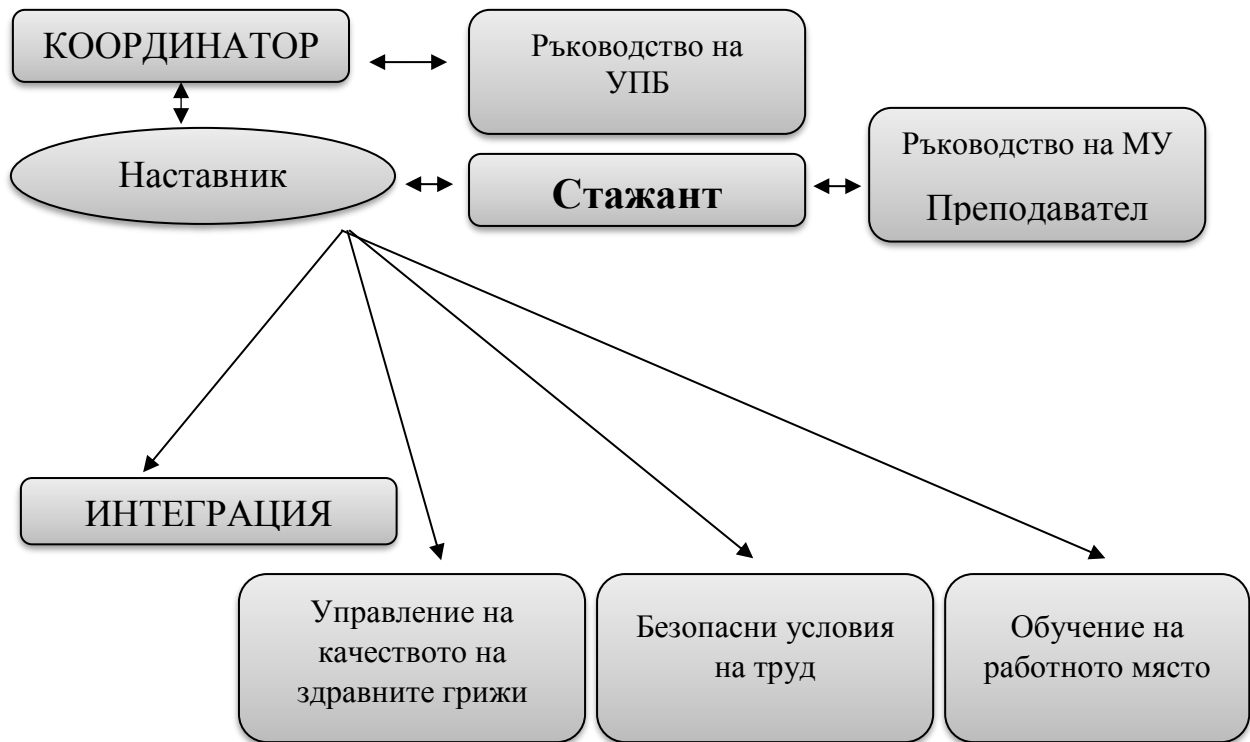 КООРДИНАТОР
Ръководство на
УПБ
Наставник
Стажант
Ръководство на МУ
Преподавател
ИНТЕГРАЦИЯ
Управление на
качеството на
здравните грижи
Безопасни условия
на труд
Обучение на
работното място